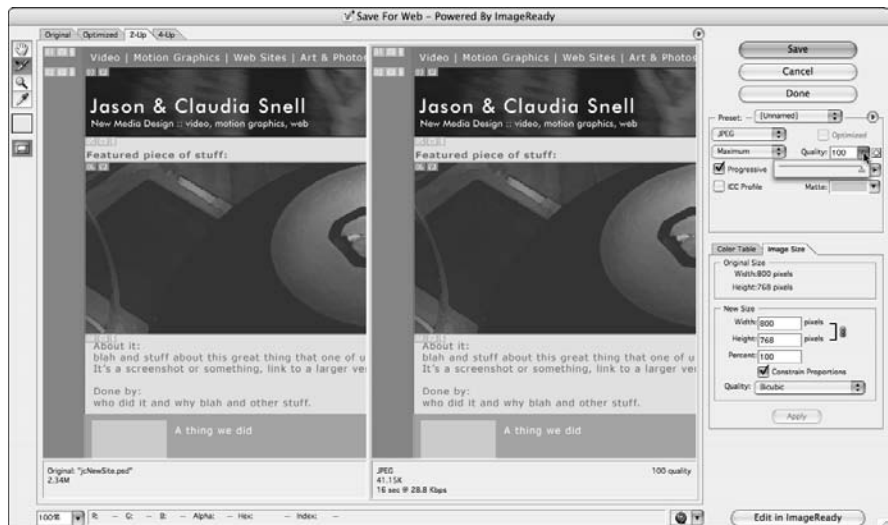 Save For Web – Powered By ImageReady
Original
Optimized
2-Up
4-Up
Video | Motion Graphics | Web Sites | Art & Photos
Jason & Claudia Snell
New Media Design :: video, motion graphics, web
Featured piece of stuff:
About it:
blah and stuff about this great thing that one of u
It's a screenshot or something, link to a larger ver
Done by:
who did it and why blah and other stuff.
A thing we did
Original: "jcNewSite.psd"
2.34M
Video | Motion Graphics | Web Sites | Art & Photos
Jason & Claudia Snell
New Media Design :: video, motion graphics, web
Featured piece of stuff:
About it:
blah and stuff about this great thing that one of u
It's a screenshot or something, link to a larger ver
Done by:
who did it and why blah and other stuff.
A thing we did
JPEG
41.15K
16 sec @ 28.8 Kbps
100 quality
Save
Cancel
Done
Preset: [Unnamed]
JPEG
Optimized
Maximum
Quality: 100
Progressive
ICC Profile
Matte:
Color Table
Image Size
Original Size
Width:800 pixels
Height:768 pixels
New Size
Width: 800 pixels
Height: 768 pixels
Percent: 100
Constrain Proportions
Quality: Bicubic
Apply
100% R: -- G: -- B: -- Alpha: -- Hex: -- Index: --
Edit in ImageReady